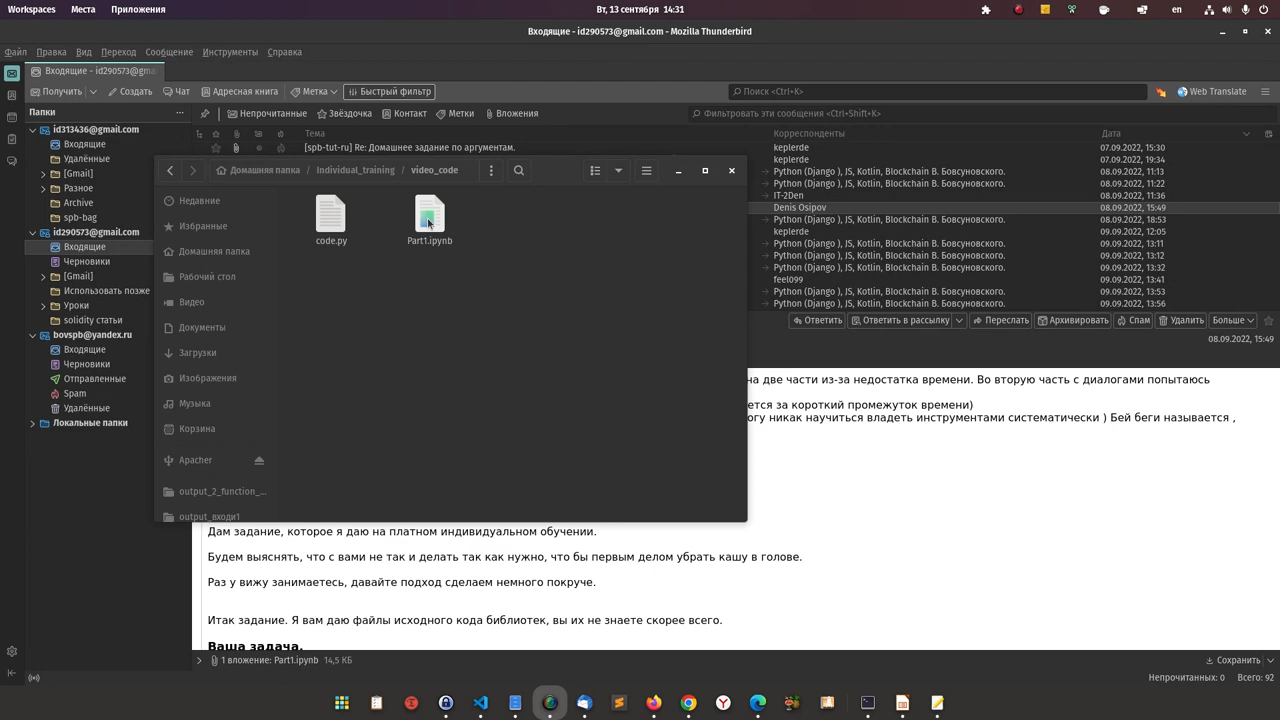 Workspaces Места Приложения Вт, 13 сентября 14:31 en
Входящие - id290573@gmail.com - Mozilla Thunderbird
Файл Правка Вид Переход Сообщение Инструменты Справка
Входящие - id290573@gma
Получить Создать Чат Адресная книга Метка Быстрый фильтр Поиск <Ctrl+K> Web Translate
Папки ··· Непрочитанные Звёздочка Контакт Метки Вложения Фильтровать эти сообщения <Ctrl+Shift+K>
id313436@gmail.com
Входящие
Удалённые
[Gmail]
Разное
Archive
spb-bag
id290573@gmail.com
Входящие
Черновики
[Gmail]
Использовать позже
Уроки
solidity статьи
bovspb@yandex.ru
Входящие
Черновики
Отправленные
Spam
Удалённые
Локальные папки
Тема Корреспонденты Дата
[spb-tut-ru] Re: Домашнее задание по аргументам. keplerde 07.09.2022, 15:30
keplerde 07.09.2022, 19:40
Python (Django ), JS, Kotlin, Blockchain В. Бовсуновского. 08.09.2022, 11:13
Python (Django ), JS, Kotlin, Blockchain В. Бовсуновского. 08.09.2022, 11:22
IT-2Den 08.09.2022, 14:17
Denis Osipov 08.09.2022, 15:49
Python (Django ), JS, Kotlin, Blockchain В. Бовсуновского. 08.09.2022, 18:53
keplerde 09.09.2022, 12:05
Python (Django ), JS, Kotlin, Blockchain В. Бовсуновского. 09.09.2022, 13:11
Python (Django ), JS, Kotlin, Blockchain В. Бовсуновского. 09.09.2022, 13:26
Python (Django ), JS, Kotlin, Blockchain В. Бовсуновского. 09.09.2022, 13:32
feel099 09.09.2022, 13:41
Python (Django ), JS, Kotlin, Blockchain В. Бовсуновского. 09.09.2022, 13:53
Python (Django ), JS, Kotlin, Blockchain В. Бовсуновского. 09.09.2022, 13:56
Домашняя папка / Individual_training / video_code
Недавние
Избранные
Домашняя папка
Рабочий стол
Видео
Документы
Загрузки
Изображения
Музыка
Корзина
Apacher
output_2_function_...
output_входи1
code.py Part1.ipynb
Ответить Ответить в рассылку Переслать Архивировать Спам Удалить Больше
08.09.2022, 15:49
на две части из-за недостатка времени. Во вторую часть с диалогами попытаюсь
ется за короткий промежуток времени)
огу никак научиться владеть инструментами систематически ) Бей беги называется ,
Дам задание, которое я даю на платном индивидуальном обучении.
Будем выяснять, что с вами не так и делать так как нужно, что бы первым делом убрать кашу в голове.
Раз у вижу занимаетесь, давайте подход сделаем немного покруче.
Итак задание. Я вам даю файлы исходного кода библиотек, вы их не знаете скорее всего.
Ваша задача.
1 вложение: Part1.ipynb 14,5 КБ Сохранить
Непрочитанных: 0 Всего: 92